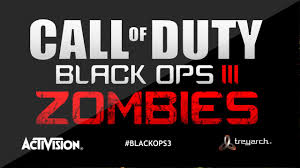 CALL OF DUTY
BLACK OPS III
ZOMBIES
ACTIVISION
#BLACKOPS3
treyarch